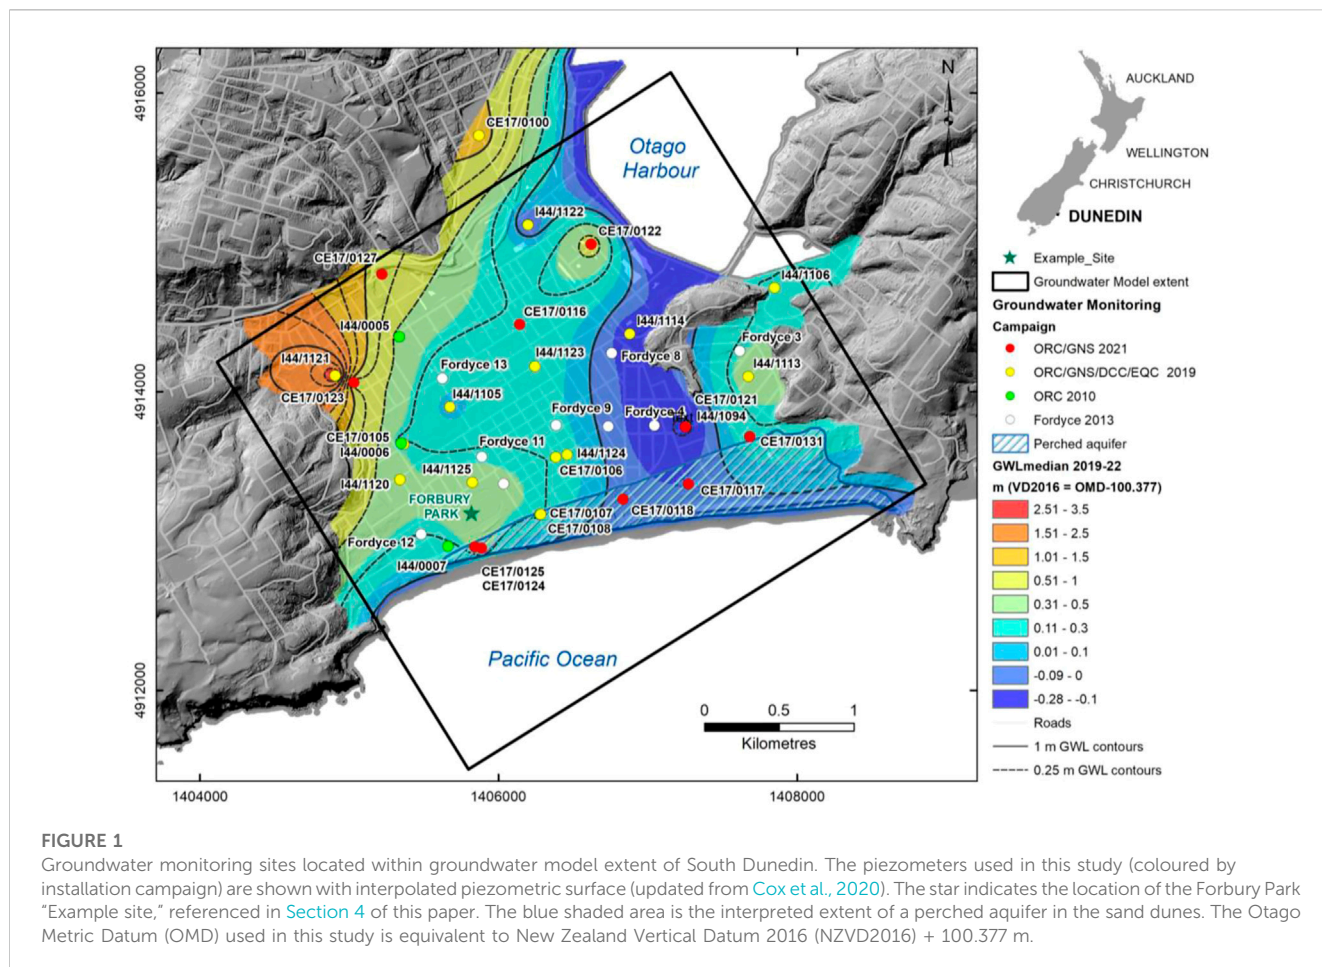 4916000
4914000
4912000
1404000
1406000
1408000
CE17/0100
Otago
Harbour
N
I44/1122
CE17/0122
CE17/0127
I44/1106
I44/0005
CE17/0116
I44/1114
Fordyce 3
I44/1121
Fordyce 13
I44/1123
Fordyce 8
I44/1113
CE17/0123
I44/1105
CE17/0121
Fordyce 9
Fordyce 4
I44/1094
CE17/0105
I44/0006
Fordyce 11
CE17/0131
I44/1124
I44/1125
CE17/0106
I44/1120
FORBURY
PARK
CE17/0117
CE17/0118
CE17/0107
CE17/0108
Fordyce 12
I44/0007
CE17/0125
CE17/0124
Pacific Ocean
0 0.5 1
Kilometres
AUCKLAND
WELLINGTON
CHRISTCHURCH
DUNEDIN
Example_Site
Groundwater Model extent
Groundwater Monitoring
Campaign
ORC/GNS 2021
ORC/GNS/DCC/EQC 2019
ORC 2010
Fordyce 2013
Perched aquifer
GWLmedian 2019-22
m (VD2016 = OMD-100.377)
2.51 - 3.5
1.51 - 2.5
1.01 - 1.5
0.51 - 1
0.31 - 0.5
0.11 - 0.3
0.01 - 0.1
-0.09 - 0
-0.28 - -0.1
Roads
1 m GWL contours
0.25 m GWL contours
FIGURE 1
Groundwater monitoring sites located within groundwater model extent of South Dunedin. The piezometers used in this study (coloured by
installation campaign) are shown with interpolated piezometric surface (updated from Cox et al., 2020). The star indicates the location of the Forbury Park
"Example site," referenced in Section 4 of this paper. The blue shaded area is the interpreted extent of a perched aquifer in the sand dunes. The Otago
Metric Datum (OMD) used in this study is equivalent to New Zealand Vertical Datum 2016 (NZVD2016) + 100.377 m.